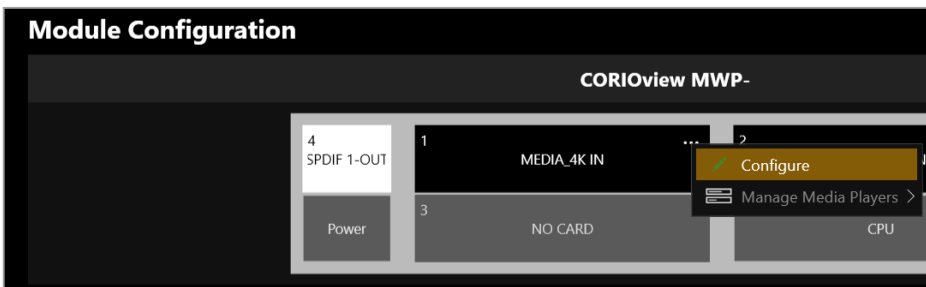 Module Configuration
CORIOview MWP-
4
SPDIF 1-OUT
1
MEDIA_4K IN
...
2
Configure
Manage Media Players >
Power
3
NO CARD
CPU